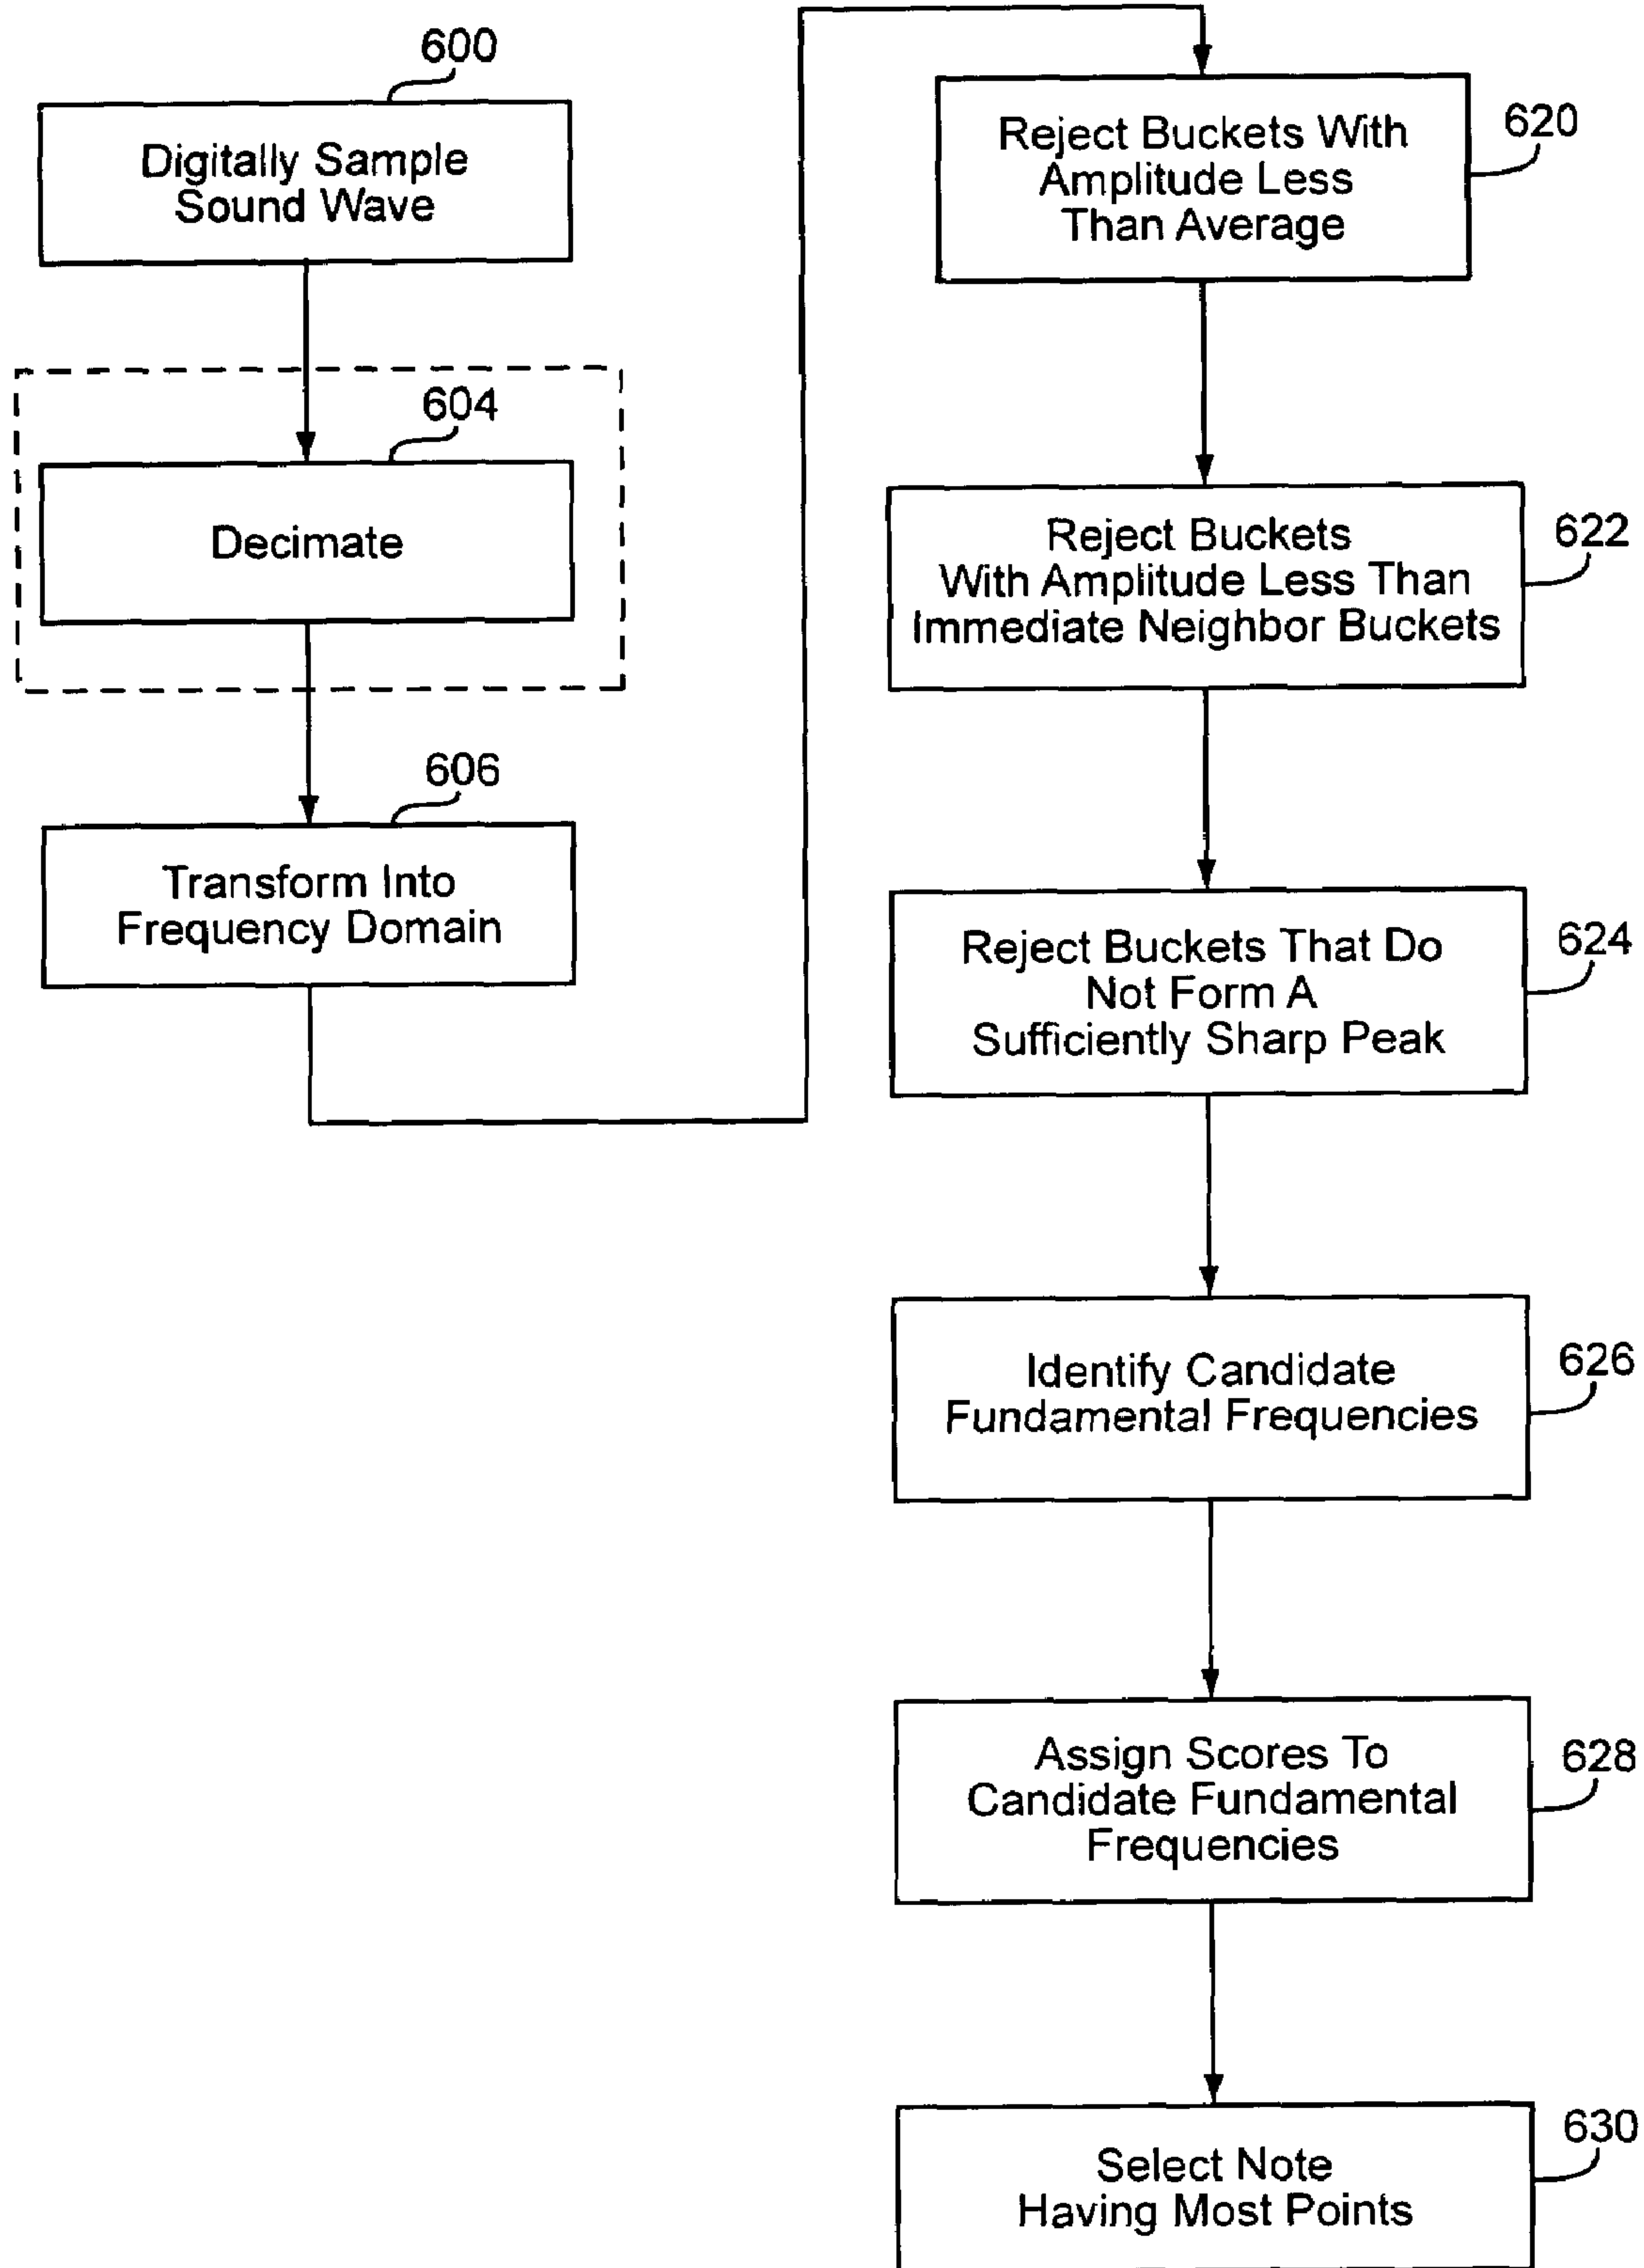 600
Digitally Sample
Sound Wave
604
Decimate
606
Transform Into
Frequency Domain
620
Reject Buckets With
Amplitude Less
Than Average
622
Reject Buckets
With Amplitude Less Than
Immediate Neighbor Buckets
624
Reject Buckets That Do
Not Form A
Sufficiently Sharp Peak
626
Identify Candidate
Fundamental Frequencies
628
Assign Scores To
Candidate Fundamental
Frequencies
630
Select Note
Having Most Points